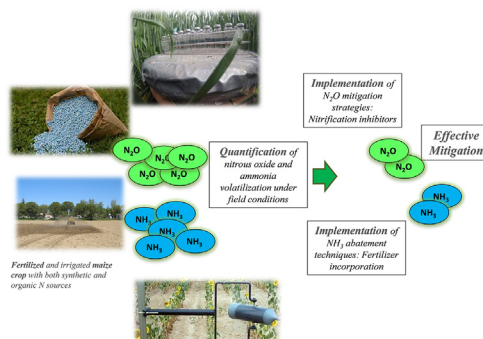 Implementation of
N₂O mitigation
strategies:
Nitrification inhibitors
Effective
Mitigation
N₂O
N₂O
N₂O
N₂O
N₂O
Quantification of
nitrous oxide and
ammonia
volatilization under
field conditions
N₂O
N₂O
NH₃
NH₃
NH₃
NH₃
NH₃
NH₃
NH₃
Implementation of
NH₃ abatement
techniques: Fertilizer
incorporation
Fertilized and irrigated maize
crop with both synthetic and
organic N sources